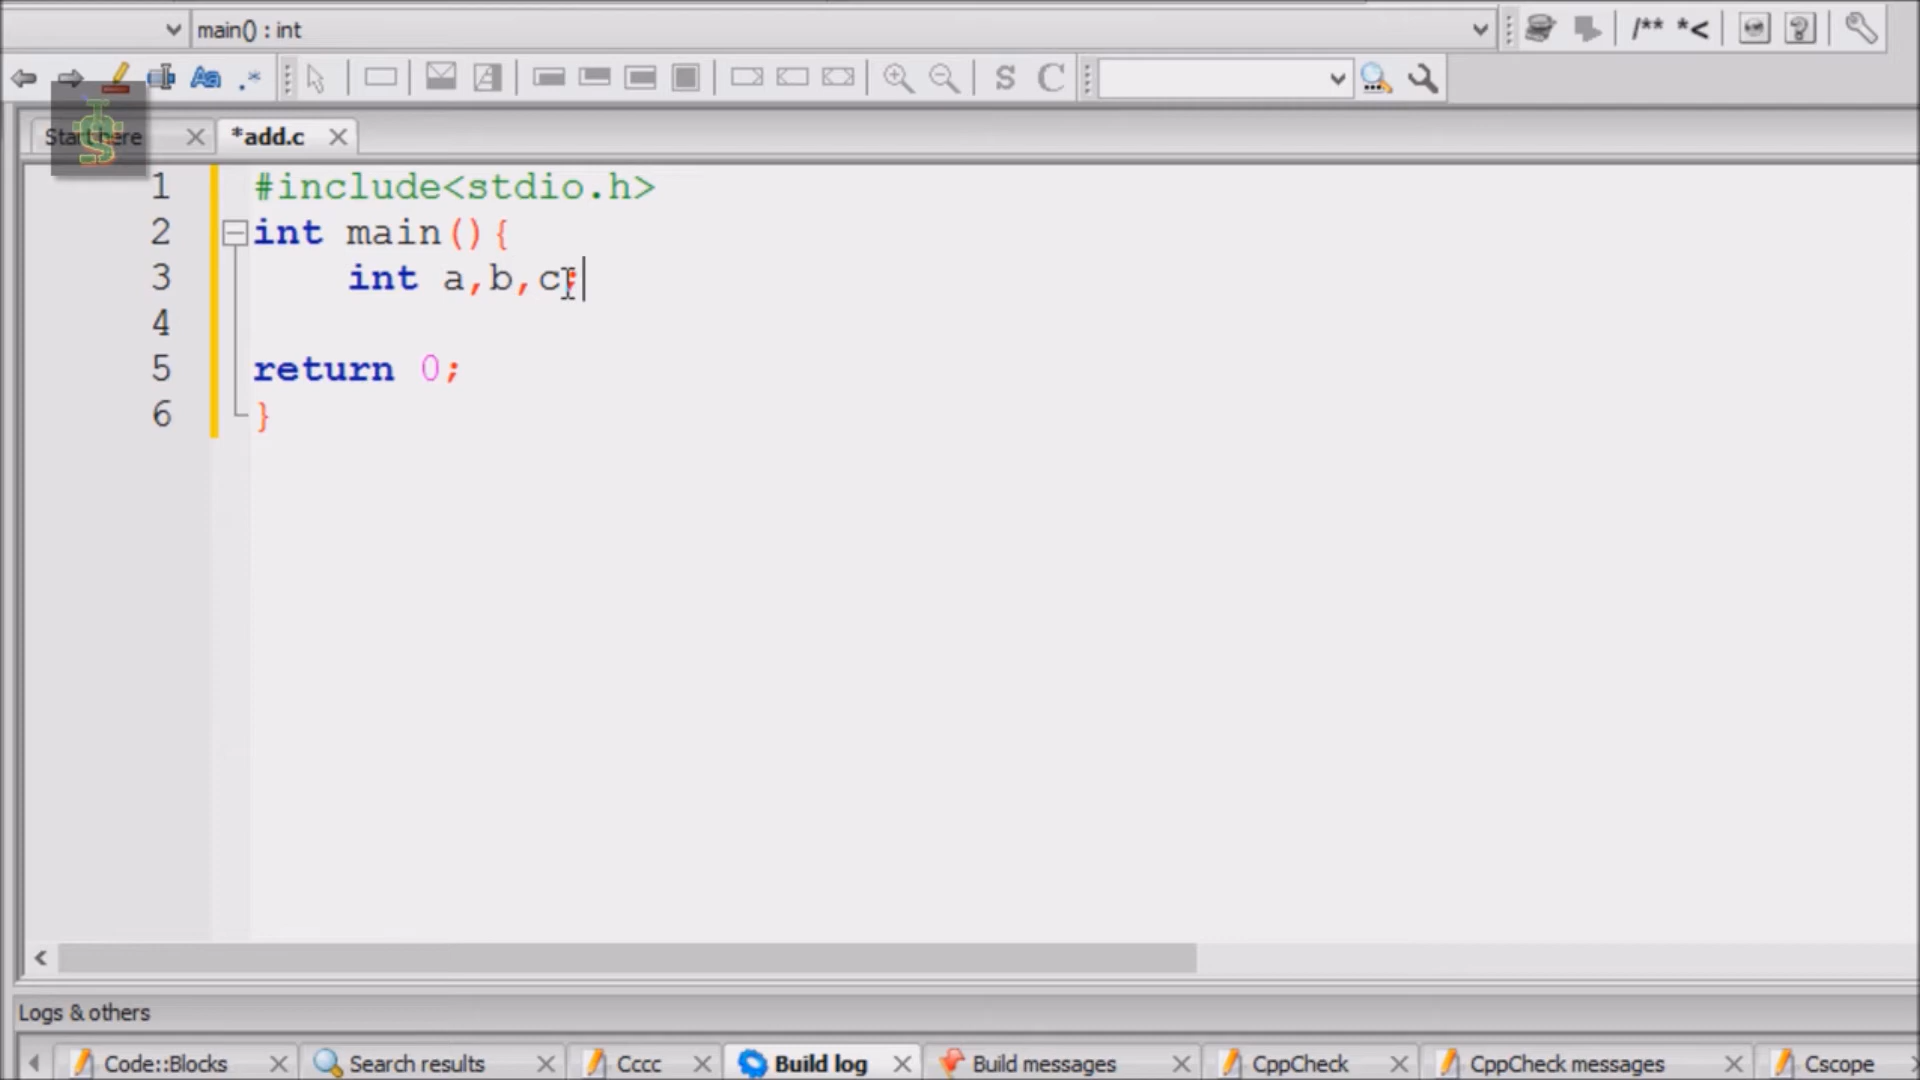 main() : int
/** *<
Aa .* S C
Start here *add.c
1 #include<stdio.h>
2 int main(){
3 int a,b,c;
4
5 return 0;
6 }
Logs & others
Code::Blocks Search results Cccc Build log Build messages CppCheck CppCheck messages Cscope